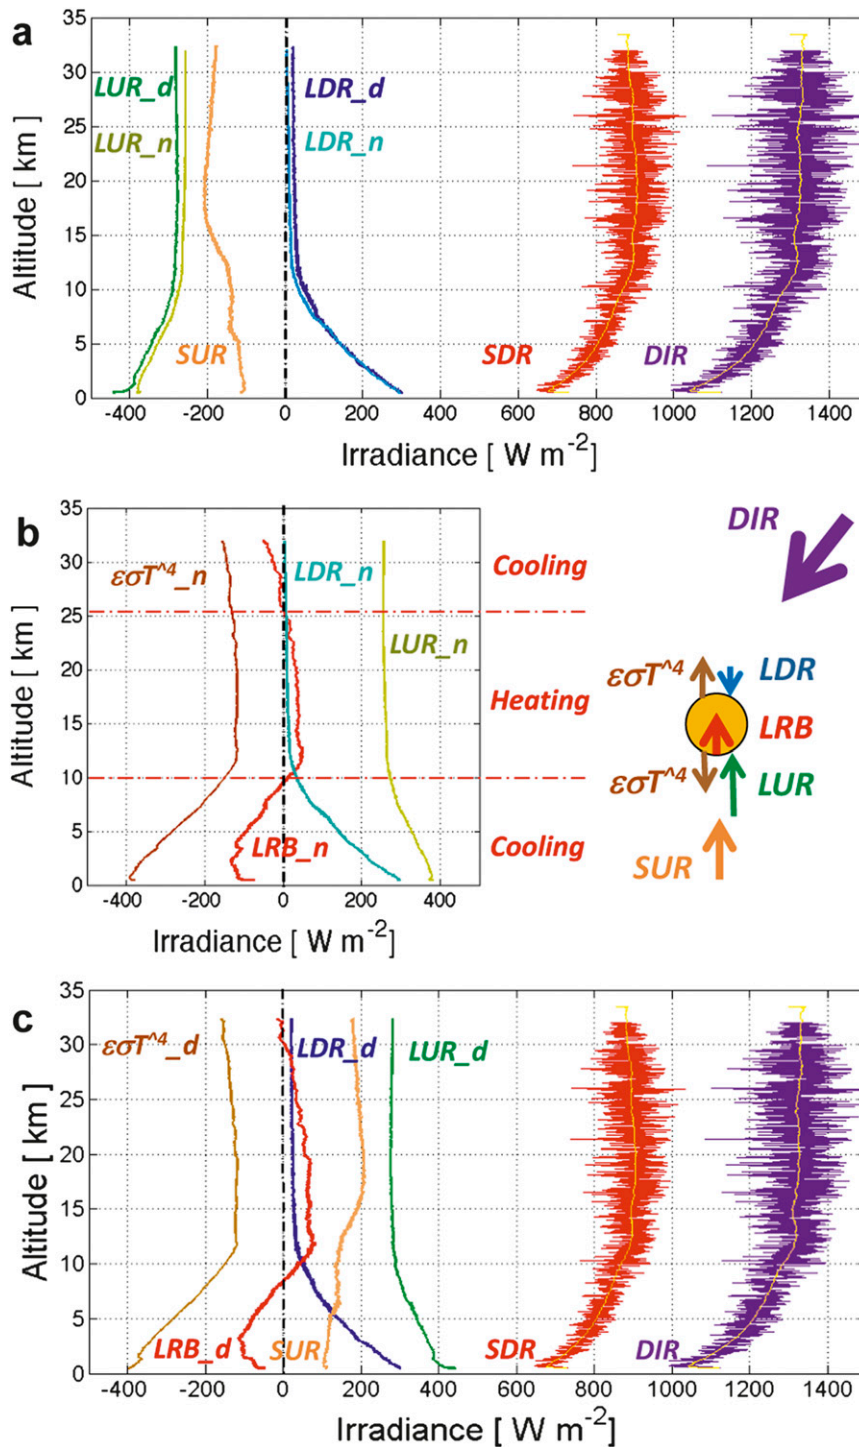 a
35
30
25
20
15
10
5
0
Altitude [ km ]
LUR_d
LUR_n
LDR_d
LDR_n
SUR
SDR
DIR
-400 -200 0 200 400 600 800 1000 1200 1400
Irradiance [ W m⁻²]
b
35
30
25
20
15
10
5
0
Altitude [ km ]
εσT^⁴_n
LDR_n
LUR_n
LRB_n
Cooling
Heating
Cooling
-400 -200 0 200 400
Irradiance [ W m⁻²]
DIR
εσT^⁴
LDR
LRB
εσT^⁴
LUR
SUR
c
35
30
25
20
15
10
5
0
Altitude [ km ]
εσT^⁴_d
LDR_d
LUR_d
LRB_d
SUR
SDR
DIR
-400 -200 0 200 400 600 800 1000 1200 1400
Irradiance [ W m⁻²]